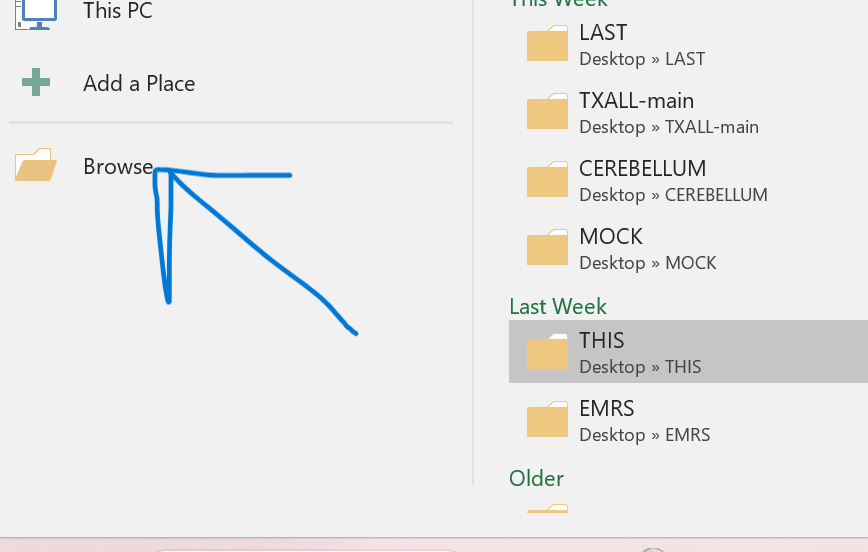 This PC
Add a Place
Browse
This Week
LAST
Desktop » LAST
TXALL-main
Desktop » TXALL-main
CEREBELLUM
Desktop » CEREBELLUM
MOCK
Desktop » MOCK
Last Week
THIS
Desktop » THIS
EMRS
Desktop » EMRS
Older